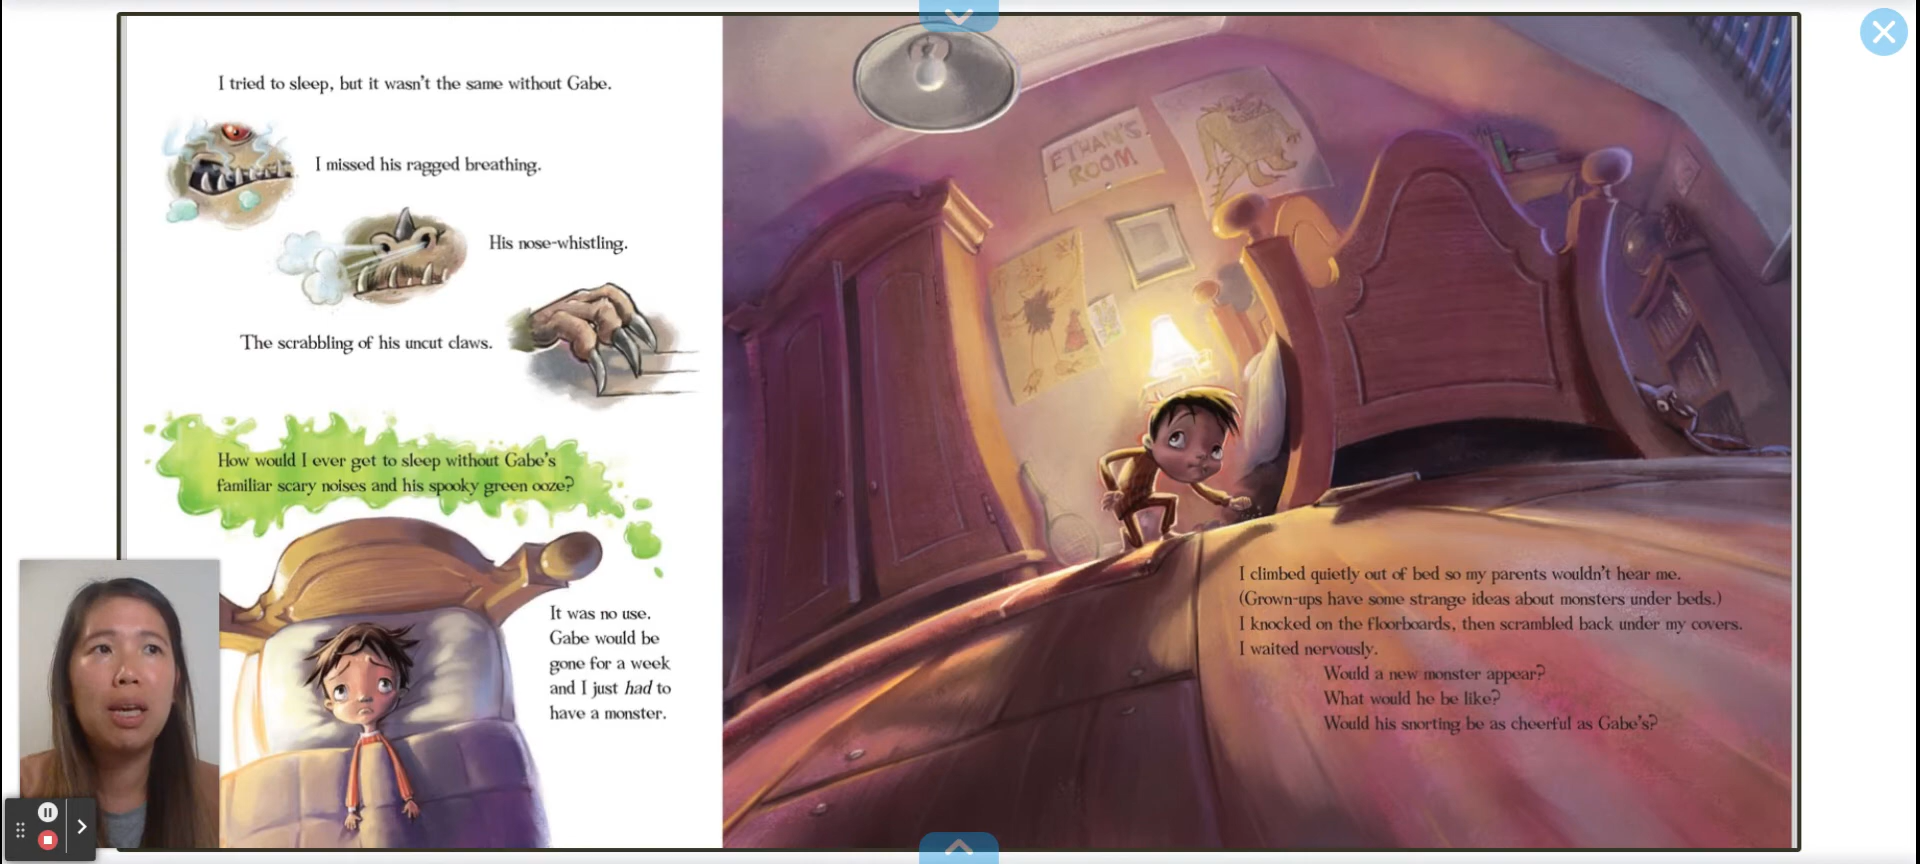 I tried to sleep, but it wasn't the same without Gabe.
I missed his ragged breathing.
His nose-whistling.
The scrabbling of his uncut claws.
How would I ever get to sleep without Gabe's
familiar scary noises and his spooky green ooze?
It was no use.
Gabe would be
gone for a week
and I just had to
have a monster.
ETHAN'S
ROOM
I climbed quietly out of bed so my parents wouldn't hear me.
(Grown-ups have some strange ideas about monsters under beds.)
I knocked on the floorboards, then scrambled back under my covers.
I waited nervously.
Would a new monster appear?
What would he be like?
Would his snorting be as cheerful as Gabe's?